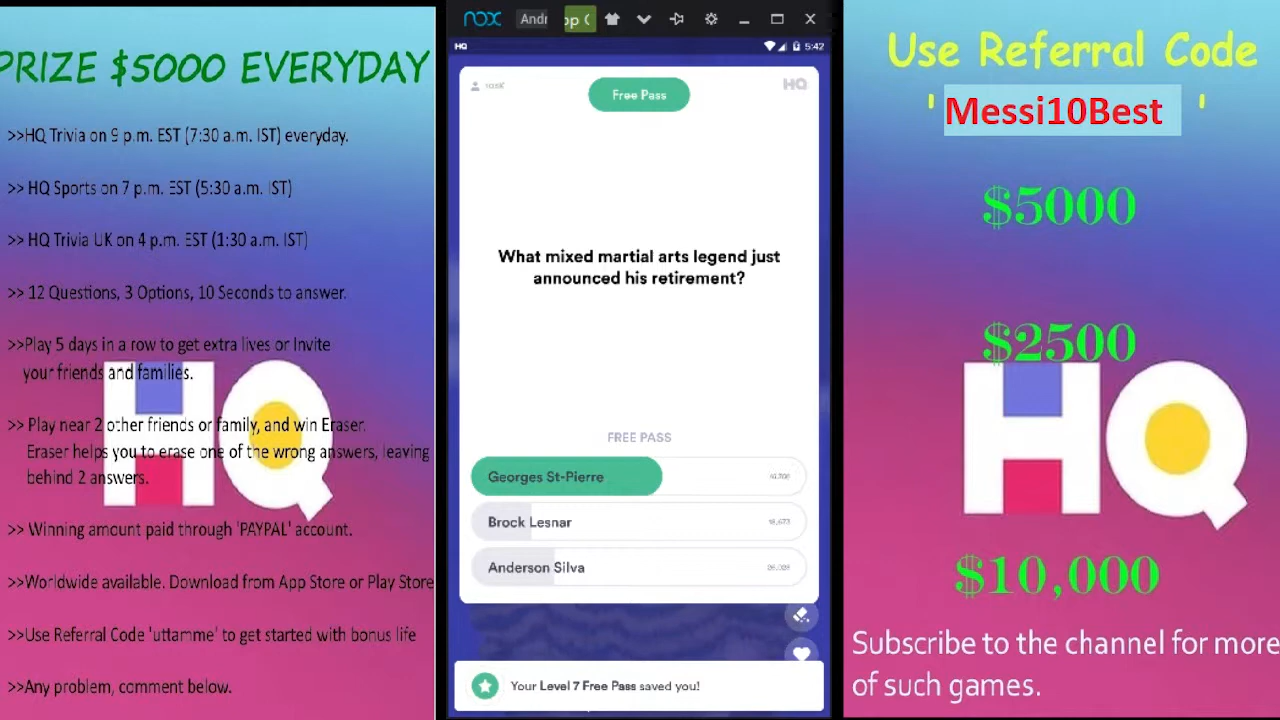 PRIZE $5000 EVERYDAY
>>HQ Trivia on 9 p.m. EST (7:30 a.m. IST) everyday.
>> HQ Sports on 7 p.m. EST (5:30 a.m. IST)
>> HQ Trivia UK on 4 p.m. EST (1:30 a.m. IST)
>> 12 Questions, 3 Options, 10 Seconds to answer.
>>Play 5 days in a row to get extra lives or Invite
your friends and families.
>> Play near 2 other friends or family, and win Eraser.
Eraser helps you to erase one of the wrong answers, leaving
behind 2 answers.
>> Winning amount paid through 'PAYPAL' account.
>>Worldwide available. Download from App Store or Play Store
>>Use Referral Code 'uttamme' to get started with bonus life
>>Any problem, comment below.
HQ
nox Andr op
HQ 5:42
Free Pass HQ
What mixed martial arts legend just
announced his retirement?
FREE PASS
Georges St-Pierre
Brock Lesnar
Anderson Silva
Your Level 7 Free Pass saved you!
Use Referral Code
' Messi10Best '
$5000
$2500
HQ
$10,000
Subscribe to the channel for more
of such games.